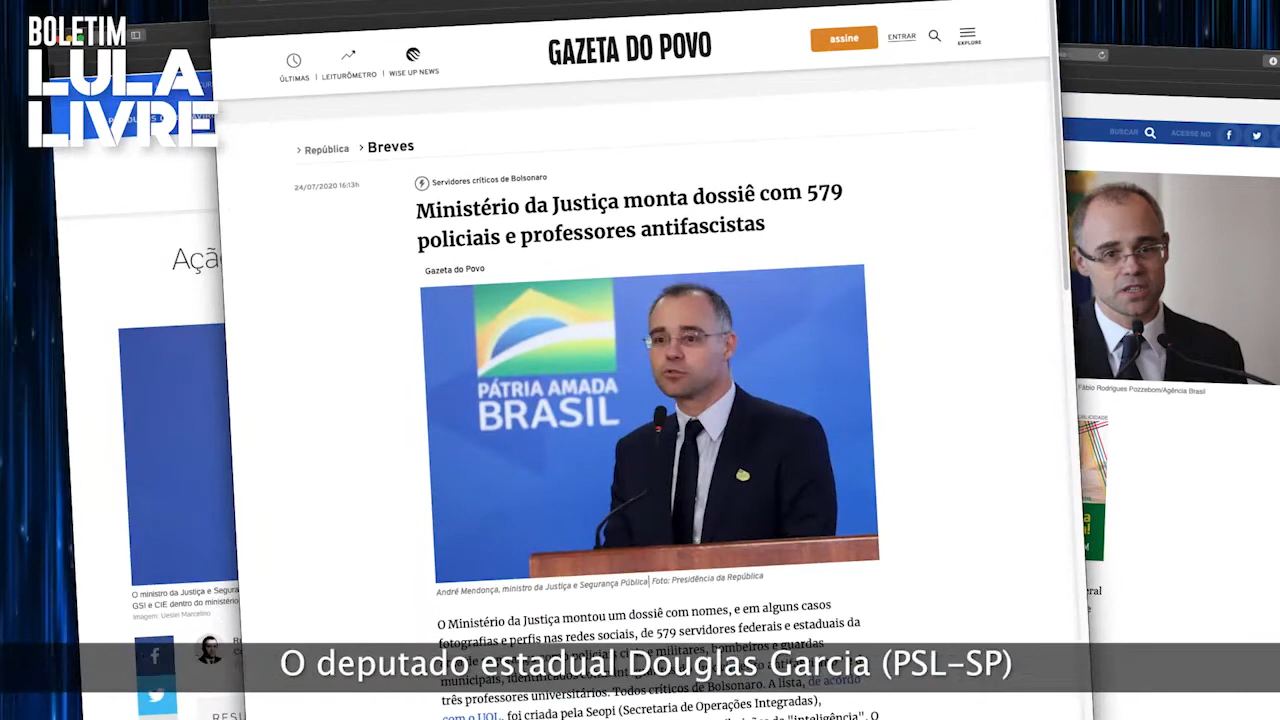 BOLETIM
LULA
LIVRE
GAZETA DO POVO
assine
ENTRAR
EXPLORE
ÚLTIMAS
LEITURÔMETRO
WISE UP NEWS
BUSCAR
ACESSE NO
> República > Breves
24/07/2020 16:13h
Servidores críticos de Bolsonaro
Ministério da Justiça monta dossiê com 579
policiais e professores antifascistas
Gazeta do Povo
PÁTRIA AMADA
BRASIL
André Mendonça, ministro da Justiça e Segurança Pública| Foto: Presidência da República
O Ministério da Justiça montou um dossiê com nomes, e em alguns casos
fotografias e perfis nas redes sociais, de 579 servidores federais e estaduais da
municipais,
três professores universitários. Todos críticos de Bolsonaro. A lista, de acordo
com o UOL, foi criada pela Seopi (Secretaria de Operações Integradas),
"inteligência". O
Açã
O ministro da Justiça e Segura
GSI e CIE dentro do ministério
Imagem: Ueslei Marcelino
RESU
Fábio Rodrigues Pozzebom/Agência Brasil
O deputado estadual Douglas Garcia (PSL-SP)